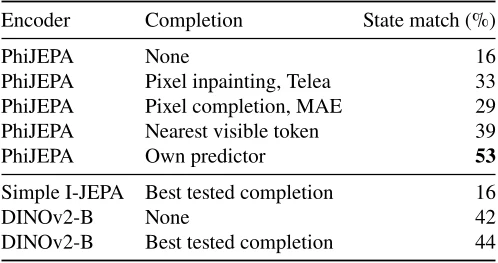 Encoder Completion State match (%)
PhiJEPA None 16
PhiJEPA Pixel inpainting, Telea 33
PhiJEPA Pixel completion, MAE 29
PhiJEPA Nearest visible token 39
PhiJEPA Own predictor 53
Simple I-JEPA Best tested completion 16
DINOv2-B None 42
DINOv2-B Best tested completion 44